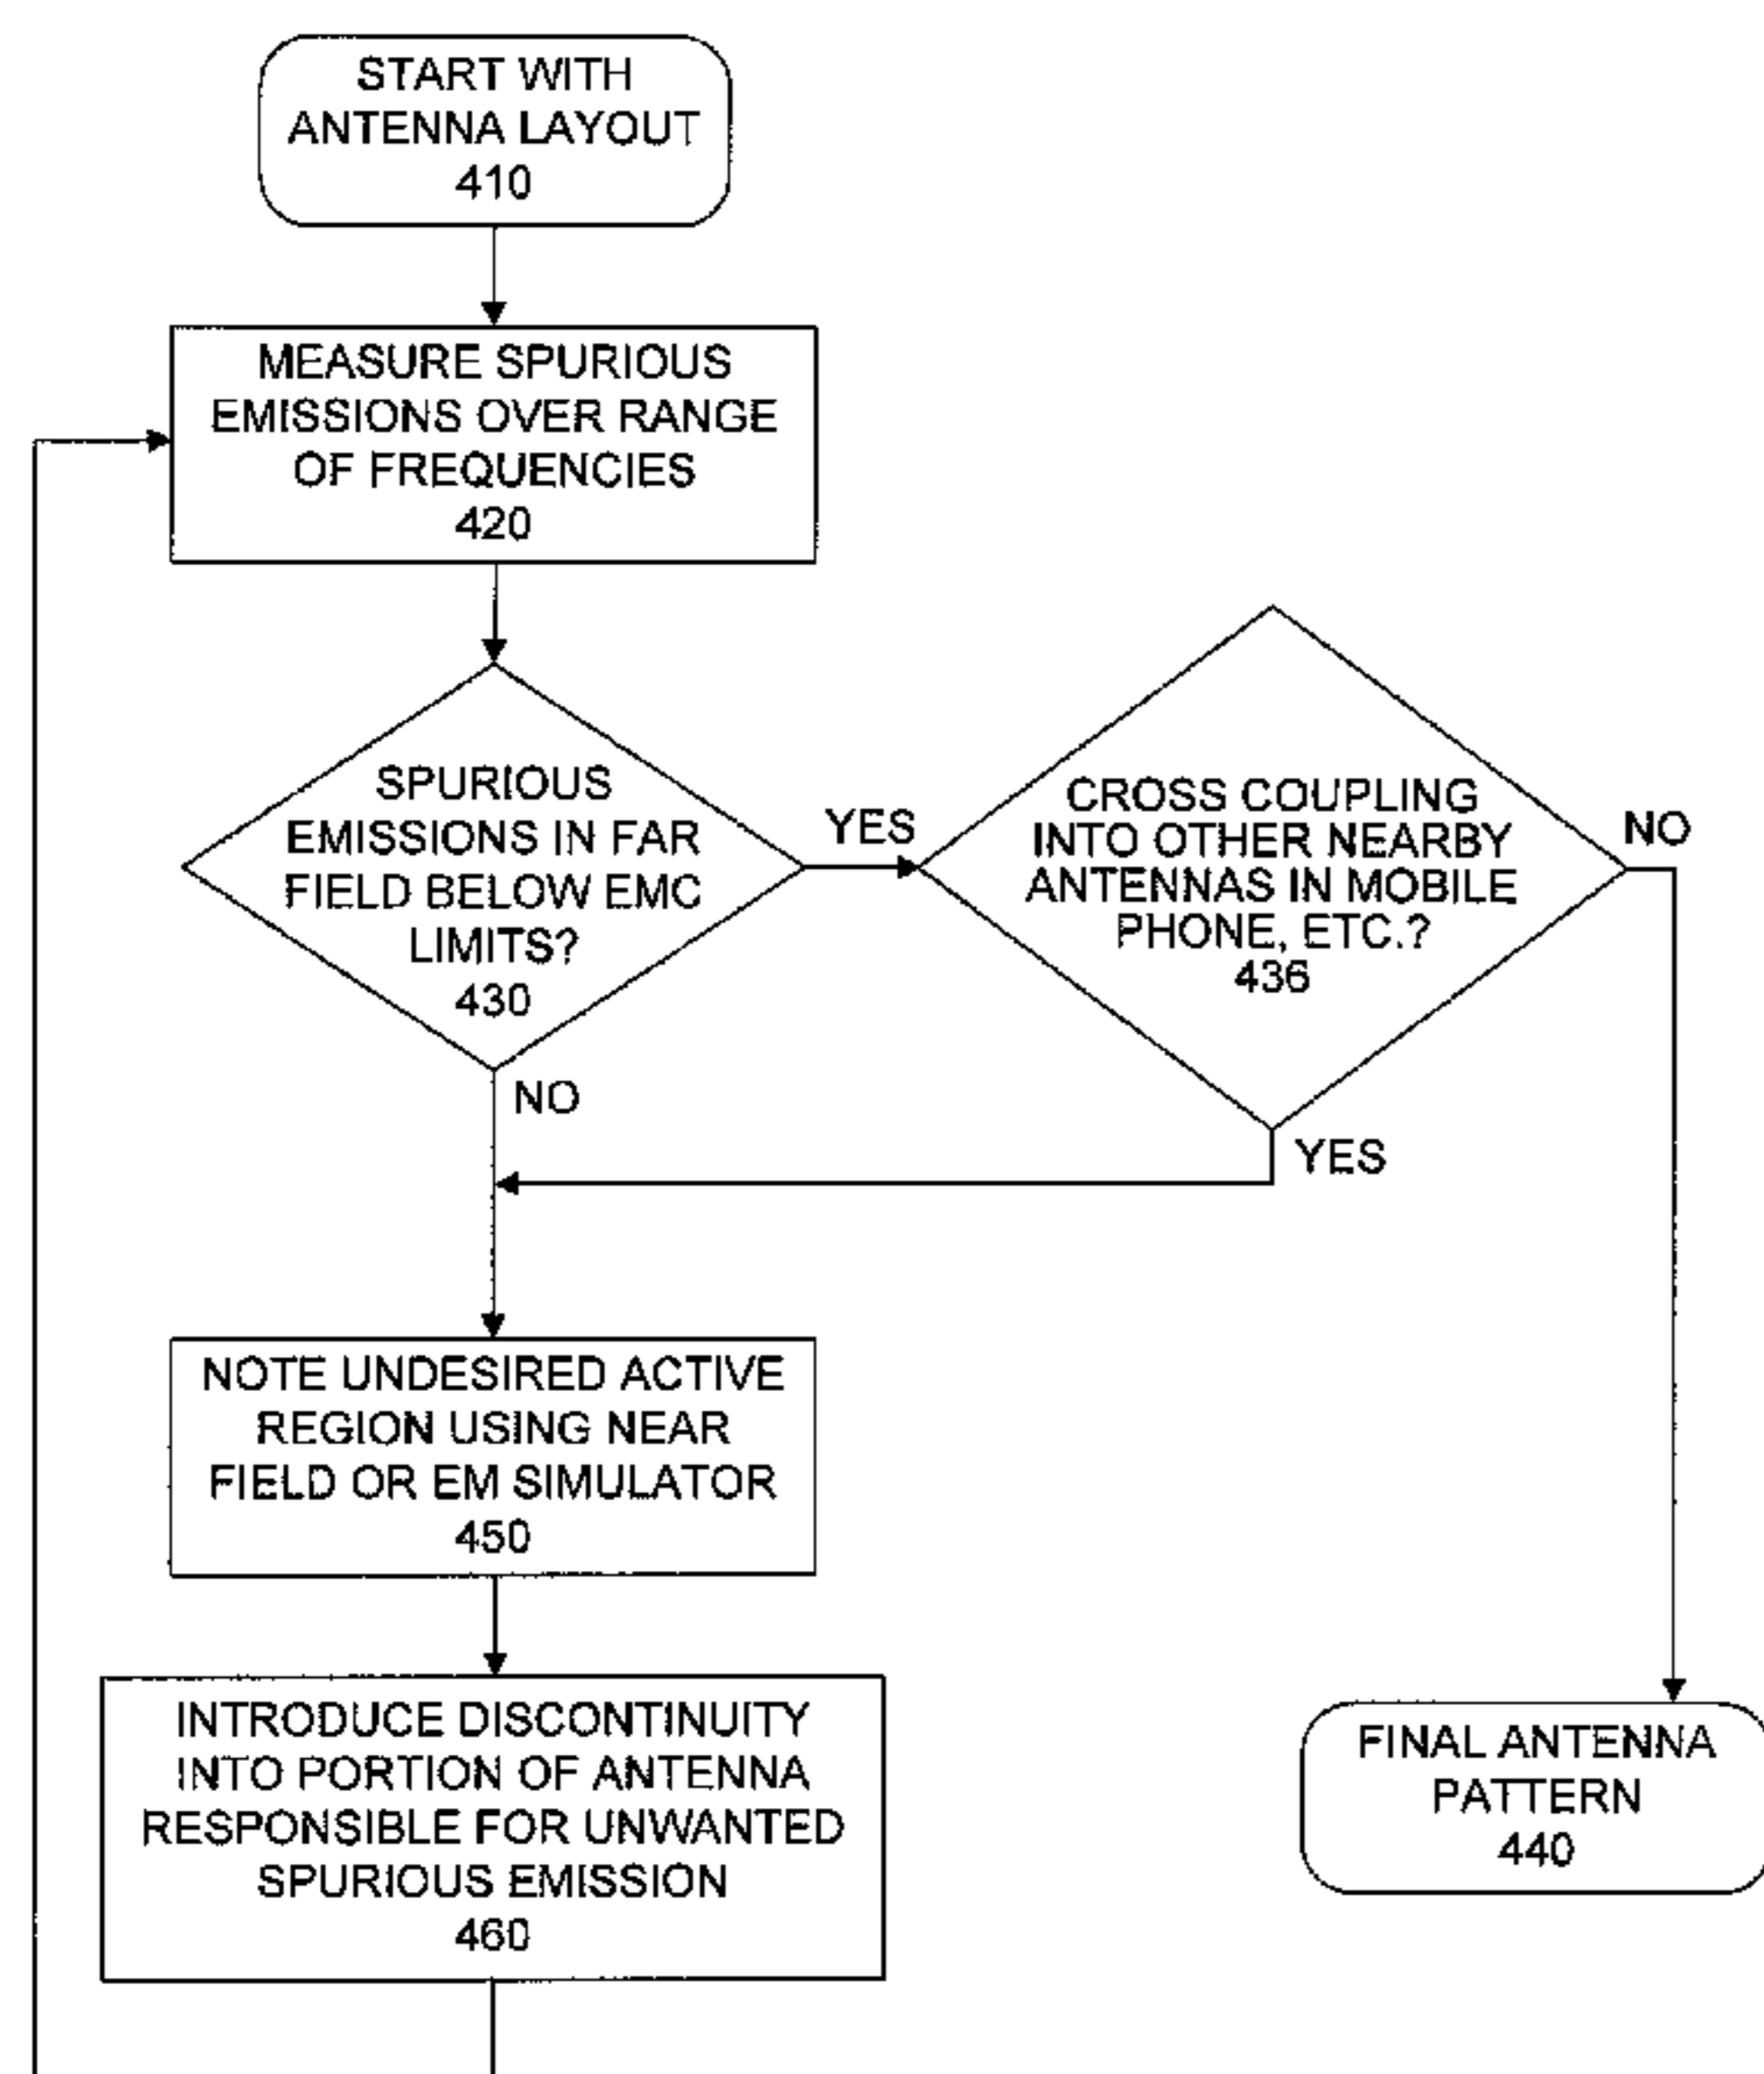 START WITH
ANTENNA LAYOUT
410
MEASURE SPURIOUS
EMISSIONS OVER RANGE
OF FREQUENCIES
420
SPURIOUS
EMISSIONS IN FAR
FIELD BELOW EMC
LIMITS?
430
YES
NO
CROSS COUPLING
INTO OTHER NEARBY
ANTENNAS IN MOBILE
PHONE, ETC.?
436
NO
YES
NOTE UNDESIRED ACTIVE
REGION USING NEAR
FIELD OR EM SIMULATOR
450
INTRODUCE DISCONTINUITY
INTO PORTION OF ANTENNA
RESPONSIBLE FOR UNWANTED
SPURIOUS EMISSION
460
FINAL ANTENNA
PATTERN
440